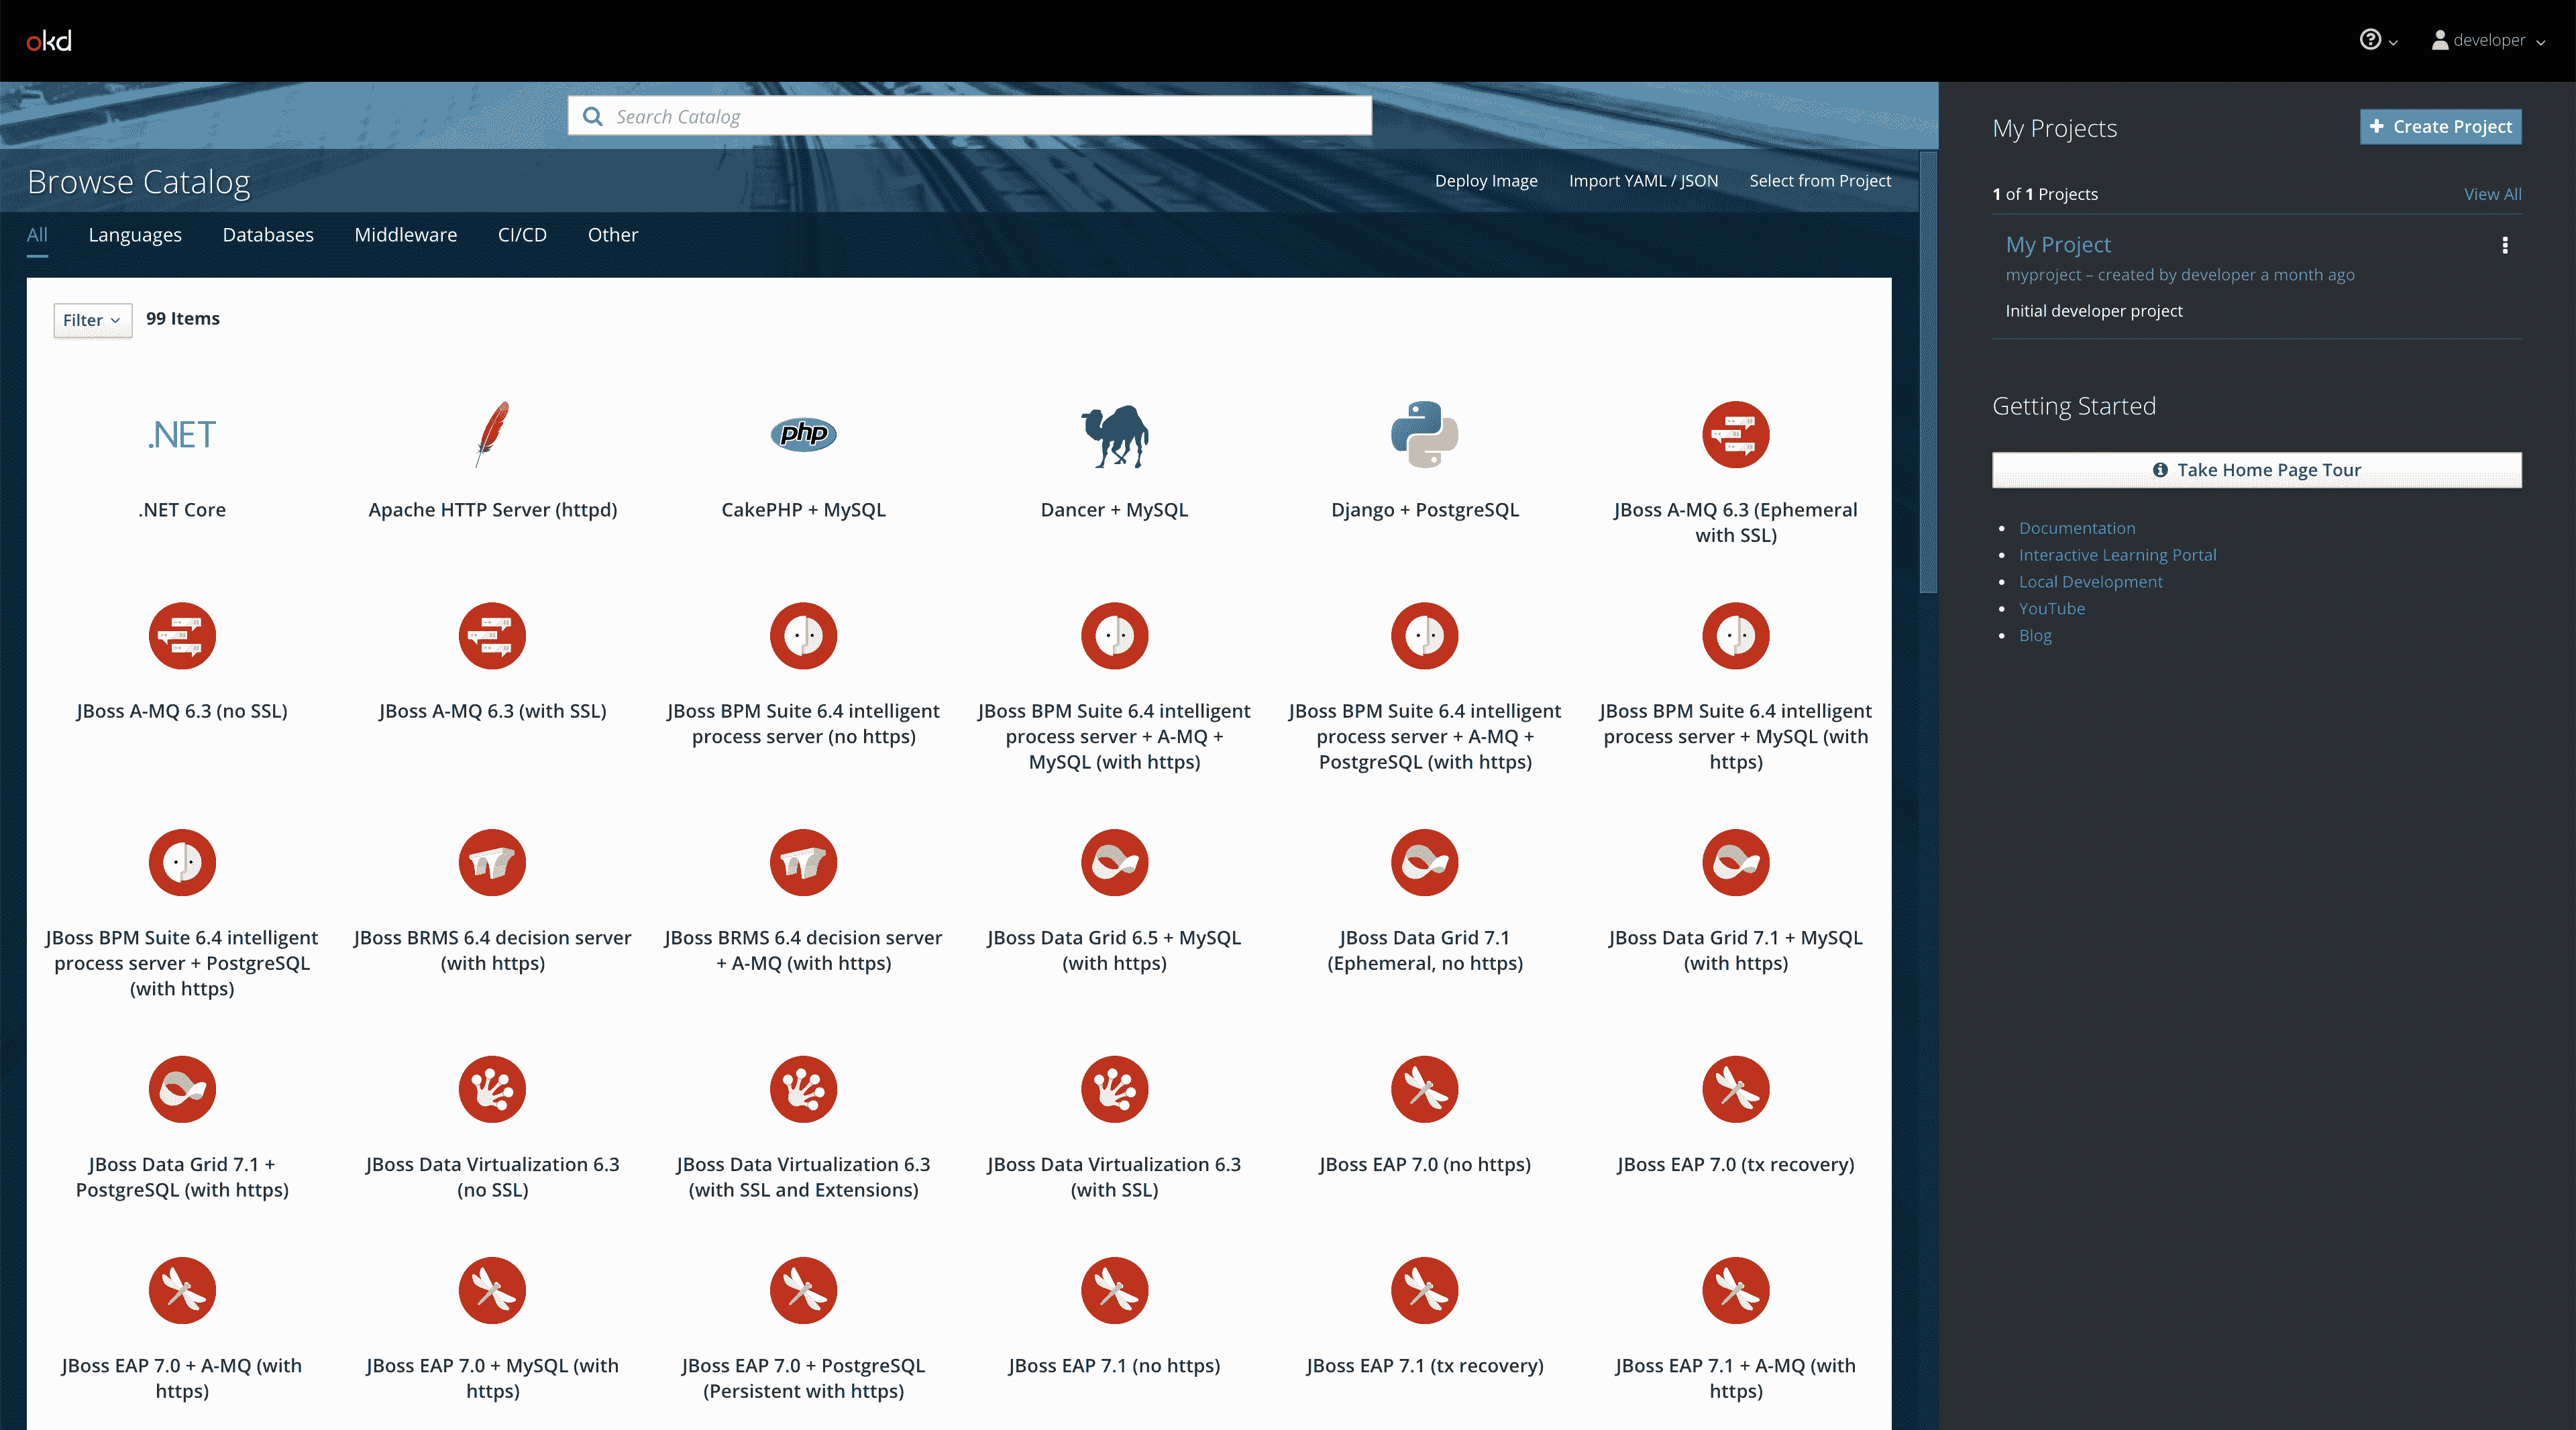 okd
developer
Search Catalog
Browse Catalog
Deploy Image
Import YAML / JSON
Select from Project
All
Languages
Databases
Middleware
CI/CD
Other
Filter
99 Items
.NET
.NET Core
Apache HTTP Server (httpd)
php
CakePHP + MySQL
Dancer + MySQL
Django + PostgreSQL
JBoss A-MQ 6.3 (Ephemeral
with SSL)
JBoss A-MQ 6.3 (no SSL)
JBoss A-MQ 6.3 (with SSL)
JBoss BPM Suite 6.4 intelligent
process server (no https)
JBoss BPM Suite 6.4 intelligent
process server + A-MQ +
MySQL (with https)
JBoss BPM Suite 6.4 intelligent
process server + A-MQ +
PostgreSQL (with https)
JBoss BPM Suite 6.4 intelligent
process server + MySQL (with
https)
JBoss BPM Suite 6.4 intelligent
process server + PostgreSQL
(with https)
JBoss BRMS 6.4 decision server
(with https)
JBoss BRMS 6.4 decision server
+ A-MQ (with https)
JBoss Data Grid 6.5 + MySQL
(with https)
JBoss Data Grid 7.1
(Ephemeral, no https)
JBoss Data Grid 7.1 + MySQL
(with https)
JBoss Data Grid 7.1 +
PostgreSQL (with https)
JBoss Data Virtualization 6.3
(no SSL)
JBoss Data Virtualization 6.3
(with SSL and Extensions)
JBoss Data Virtualization 6.3
(with SSL)
JBoss EAP 7.0 (no https)
JBoss EAP 7.0 (tx recovery)
JBoss EAP 7.0 + A-MQ (with
https)
JBoss EAP 7.0 + MySQL (with
https)
JBoss EAP 7.0 + PostgreSQL
(Persistent with https)
JBoss EAP 7.1 (no https)
JBoss EAP 7.1 (tx recovery)
JBoss EAP 7.1 + A-MQ (with
https)
My Projects
Create Project
1 of 1 Projects
View All
My Project
myproject – created by developer a month ago
Initial developer project
Getting Started
Take Home Page Tour
Documentation
Interactive Learning Portal
Local Development
YouTube
Blog